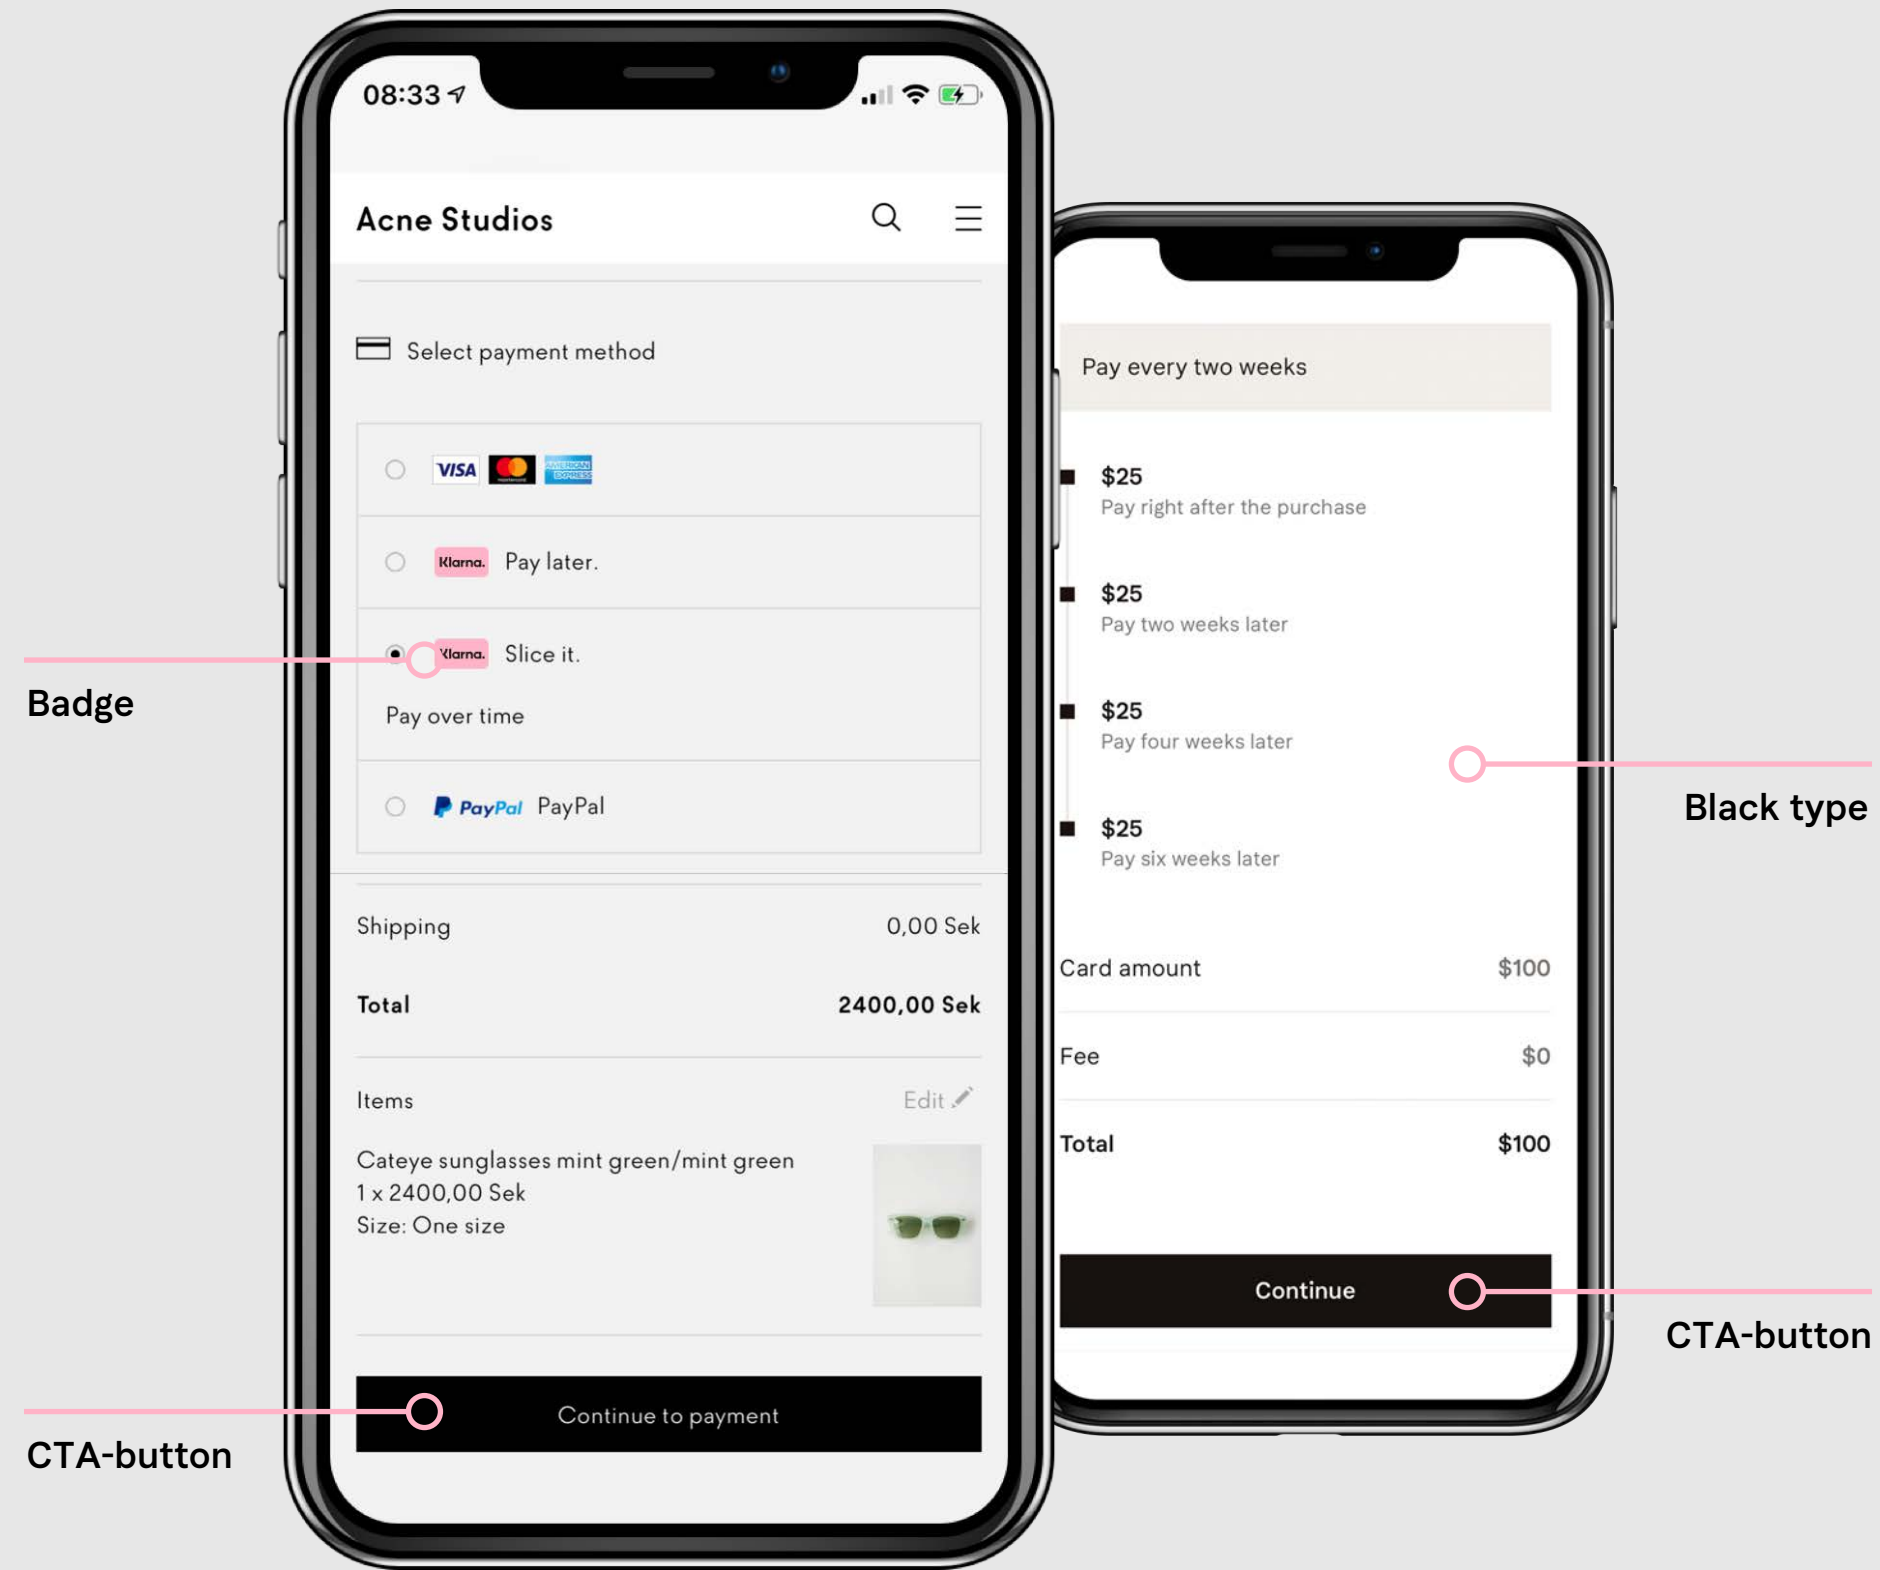 08:33
Acne Studios
Select payment method
VISA mastercard AMERICAN EXPRESS
Klarna. Pay later.
Klarna. Slice it.
Pay over time
PayPal PayPal
Shipping 0,00 Sek
Total 2400,00 Sek
Items Edit
Cateye sunglasses mint green/mint green
1 x 2400,00 Sek
Size: One size
Continue to payment
Badge
CTA-button
Pay every two weeks
$25
Pay right after the purchase
$25
Pay two weeks later
$25
Pay four weeks later
$25
Pay six weeks later
Card amount $100
Fee $0
Total $100
Continue
Black type
CTA-button